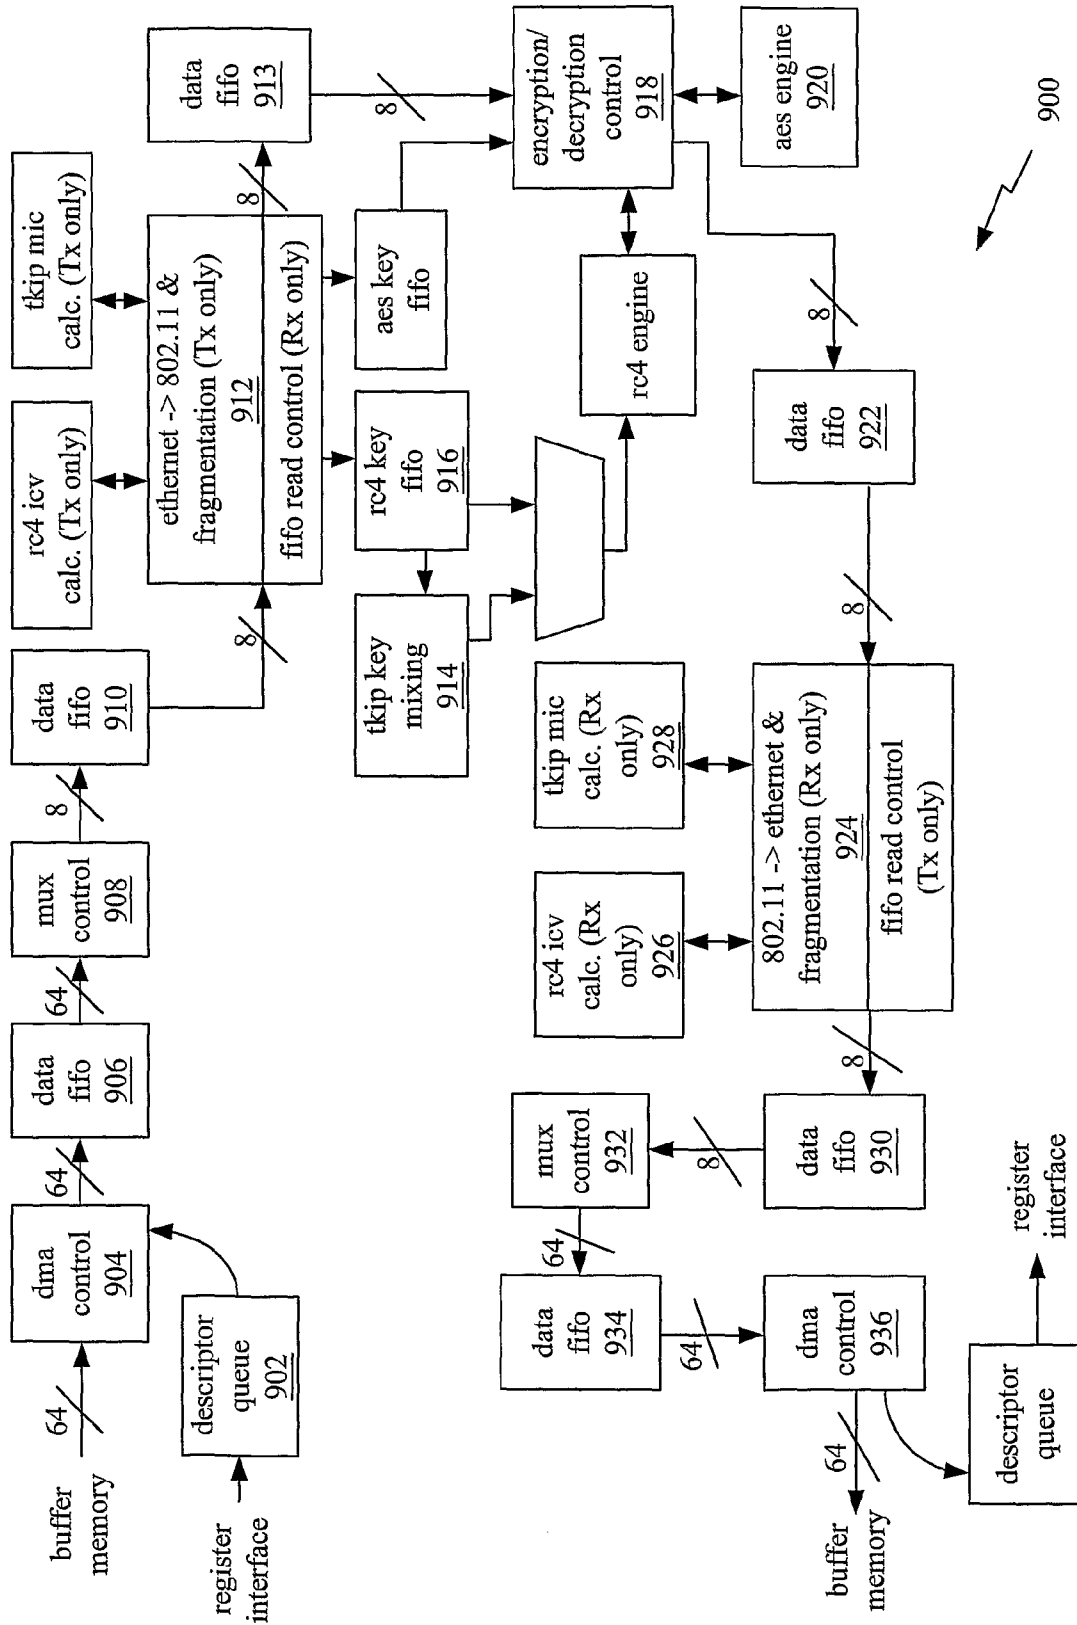 buffer
memory
64
dma
control
904
64
data
fifo
906
64
mux
control
908
8
data
fifo
910
8
register
interface
descriptor
queue
902
rc4 icv
calc. (Tx only)
tkip mic
calc. (Tx only)
ethernet -> 802.11 &
fragmentation (Tx only)
912
fifo read control (Rx only)
8
data
fifo
913
8
tkip key
mixing
914
rc4 key
fifo
916
aes key
fifo
rc4 engine
encryption/
decryption
control
918
aes engine
920
8
data
fifo
922
8
rc4 icv
calc. (Rx
only)
926
tkip mic
calc. (Rx
only)
928
802.11 -> ethernet &
fragmentation (Rx only)
924
fifo read control
(Tx only)
8
data
fifo
930
8
mux
control
932
64
data
fifo
934
64
dma
control
936
64
buffer
memory
descriptor
queue
register
interface
900